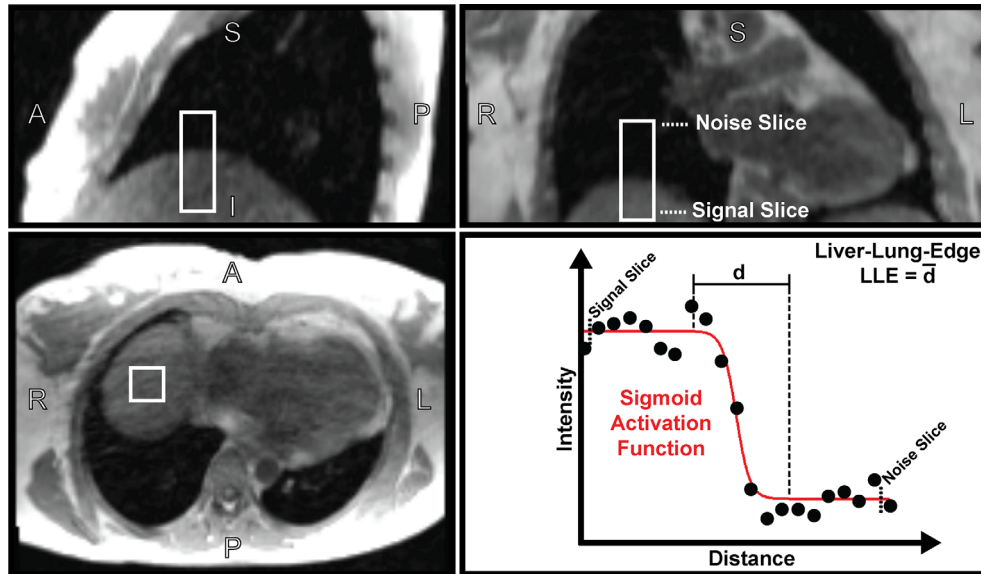 S
A
P
I
S
R
L
Noise Slice
Signal Slice
A
R
L
P
Liver-Lung-Edge
LLE = d̅
d
Signal Slice
Sigmoid
Activation
Function
Noise Slice
Intensity
Distance